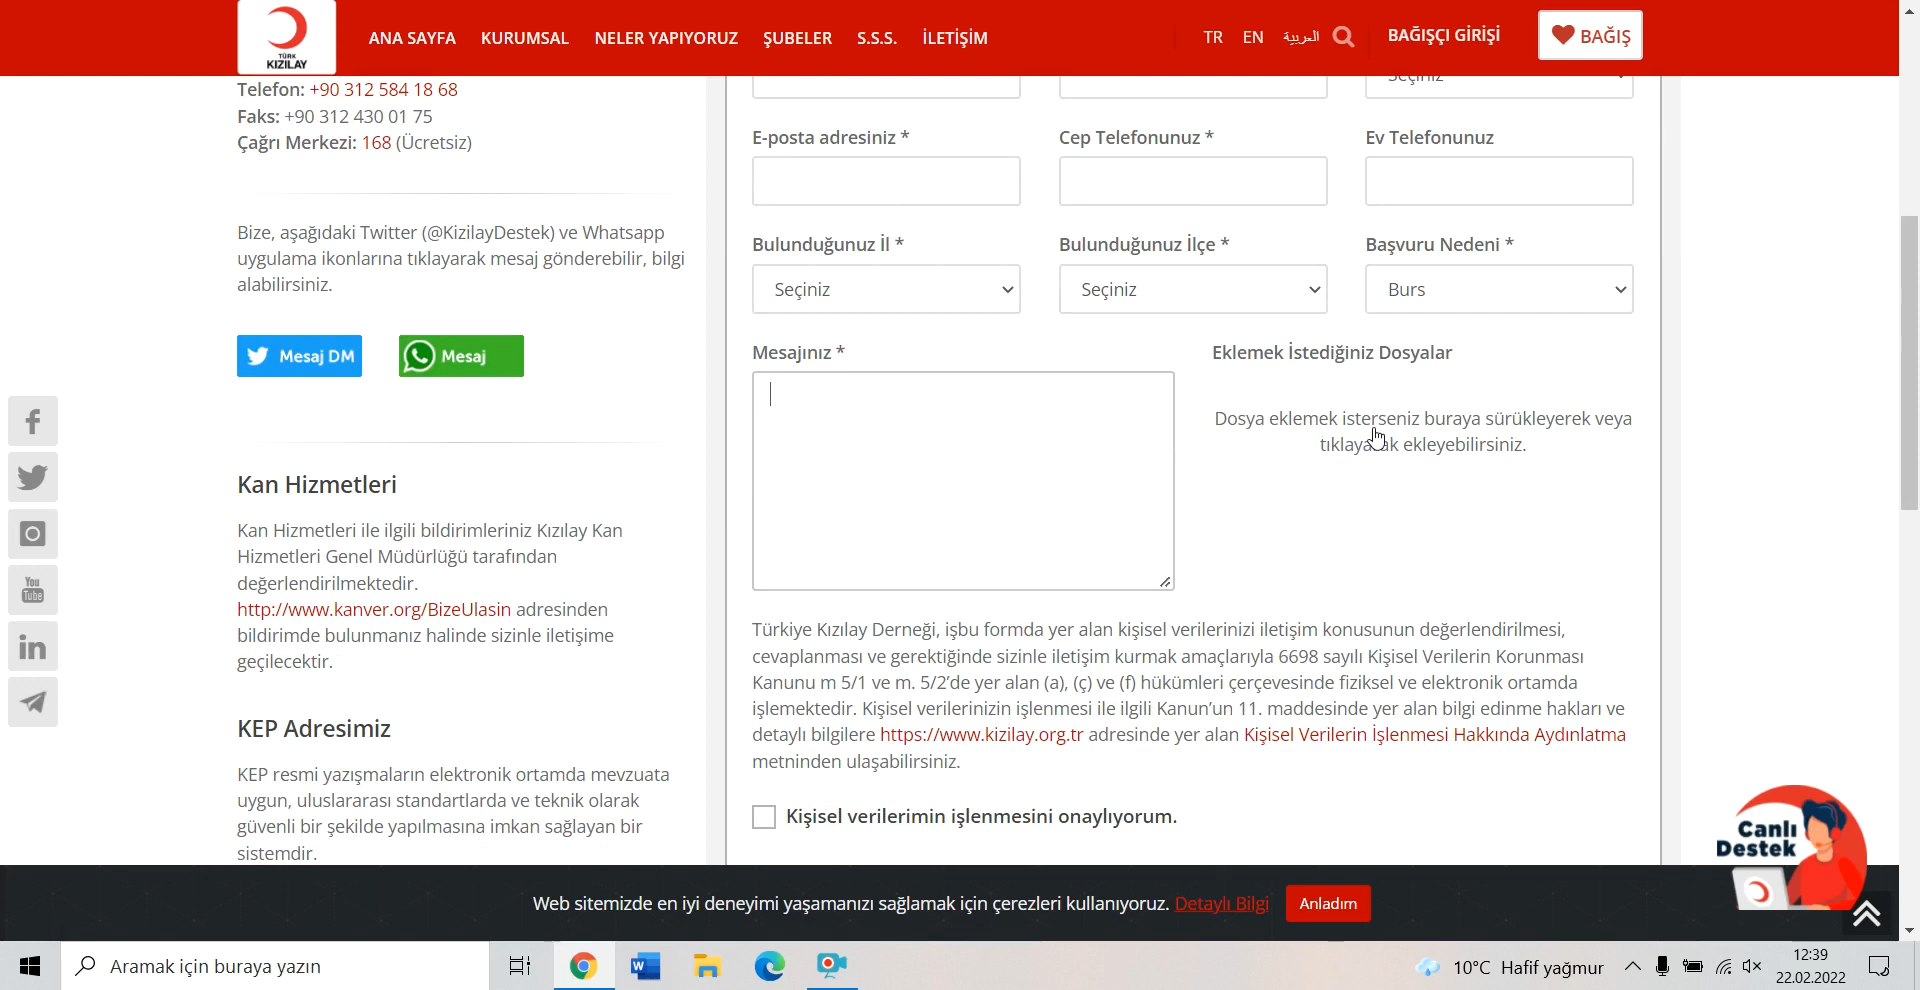 TÜRK
KIZILAY
ANA SAYFA KURUMSAL NELER YAPIYORUZ ŞUBELER S.S.S. İLETİŞİM
TR EN العربية
BAĞIŞÇI GİRİŞİ
BAĞIŞ
Telefon: +90 312 584 18 68
Faks: +90 312 430 01 75
Çağrı Merkezi: 168 (Ücretsiz)
Bize, aşağıdaki Twitter (@KizilayDestek) ve Whatsapp
uygulama ikonlarına tıklayarak mesaj gönderebilir, bilgi
alabilirsiniz.
Mesaj DM
Mesaj
You
Tube
in
Kan Hizmetleri
Kan Hizmetleri ile ilgili bildirimleriniz Kızılay Kan
Hizmetleri Genel Müdürlüğü tarafından
değerlendirilmektedir.
http://www.kanver.org/BizeUlasin adresinden
bildirimde bulunmanız halinde sizinle iletişime
geçilecektir.
KEP Adresimiz
KEP resmi yazışmaların elektronik ortamda mevzuata
uygun, uluslararası standartlarda ve teknik olarak
güvenli bir şekilde yapılmasına imkan sağlayan bir
sistemdir.
Seçiniz
E-posta adresiniz *
Cep Telefonunuz *
Ev Telefonunuz
Bulunduğunuz İl *
Bulunduğunuz İlçe *
Başvuru Nedeni *
Seçiniz
Seçiniz
Burs
Mesajınız *
Eklemek İstediğiniz Dosyalar
Dosya eklemek isterseniz buraya sürükleyerek veya
tıklayarak ekleyebilirsiniz.
Türkiye Kızılay Derneği, işbu formda yer alan kişisel verilerinizi iletişim konusunun değerlendirilmesi,
cevaplanması ve gerektiğinde sizinle iletişim kurmak amaçlarıyla 6698 sayılı Kişisel Verilerin Korunması
Kanunu m 5/1 ve m. 5/2'de yer alan (a), (ç) ve (f) hükümleri çerçevesinde fiziksel ve elektronik ortamda
işlemektedir. Kişisel verilerinizin işlenmesi ile ilgili Kanun'un 11. maddesinde yer alan bilgi edinme hakları ve
detaylı bilgilere https://www.kizilay.org.tr adresinde yer alan Kişisel Verilerin İşlenmesi Hakkında Aydınlatma
metninden ulaşabilirsiniz.
Kişisel verilerimin işlenmesini onaylıyorum.
Canlı
Destek
Web sitemizde en iyi deneyimi yaşamanızı sağlamak için çerezleri kullanıyoruz. Detaylı Bilgi
Anladım
Aramak için buraya yazın
10°C Hafif yağmur
12:39
22.02.2022